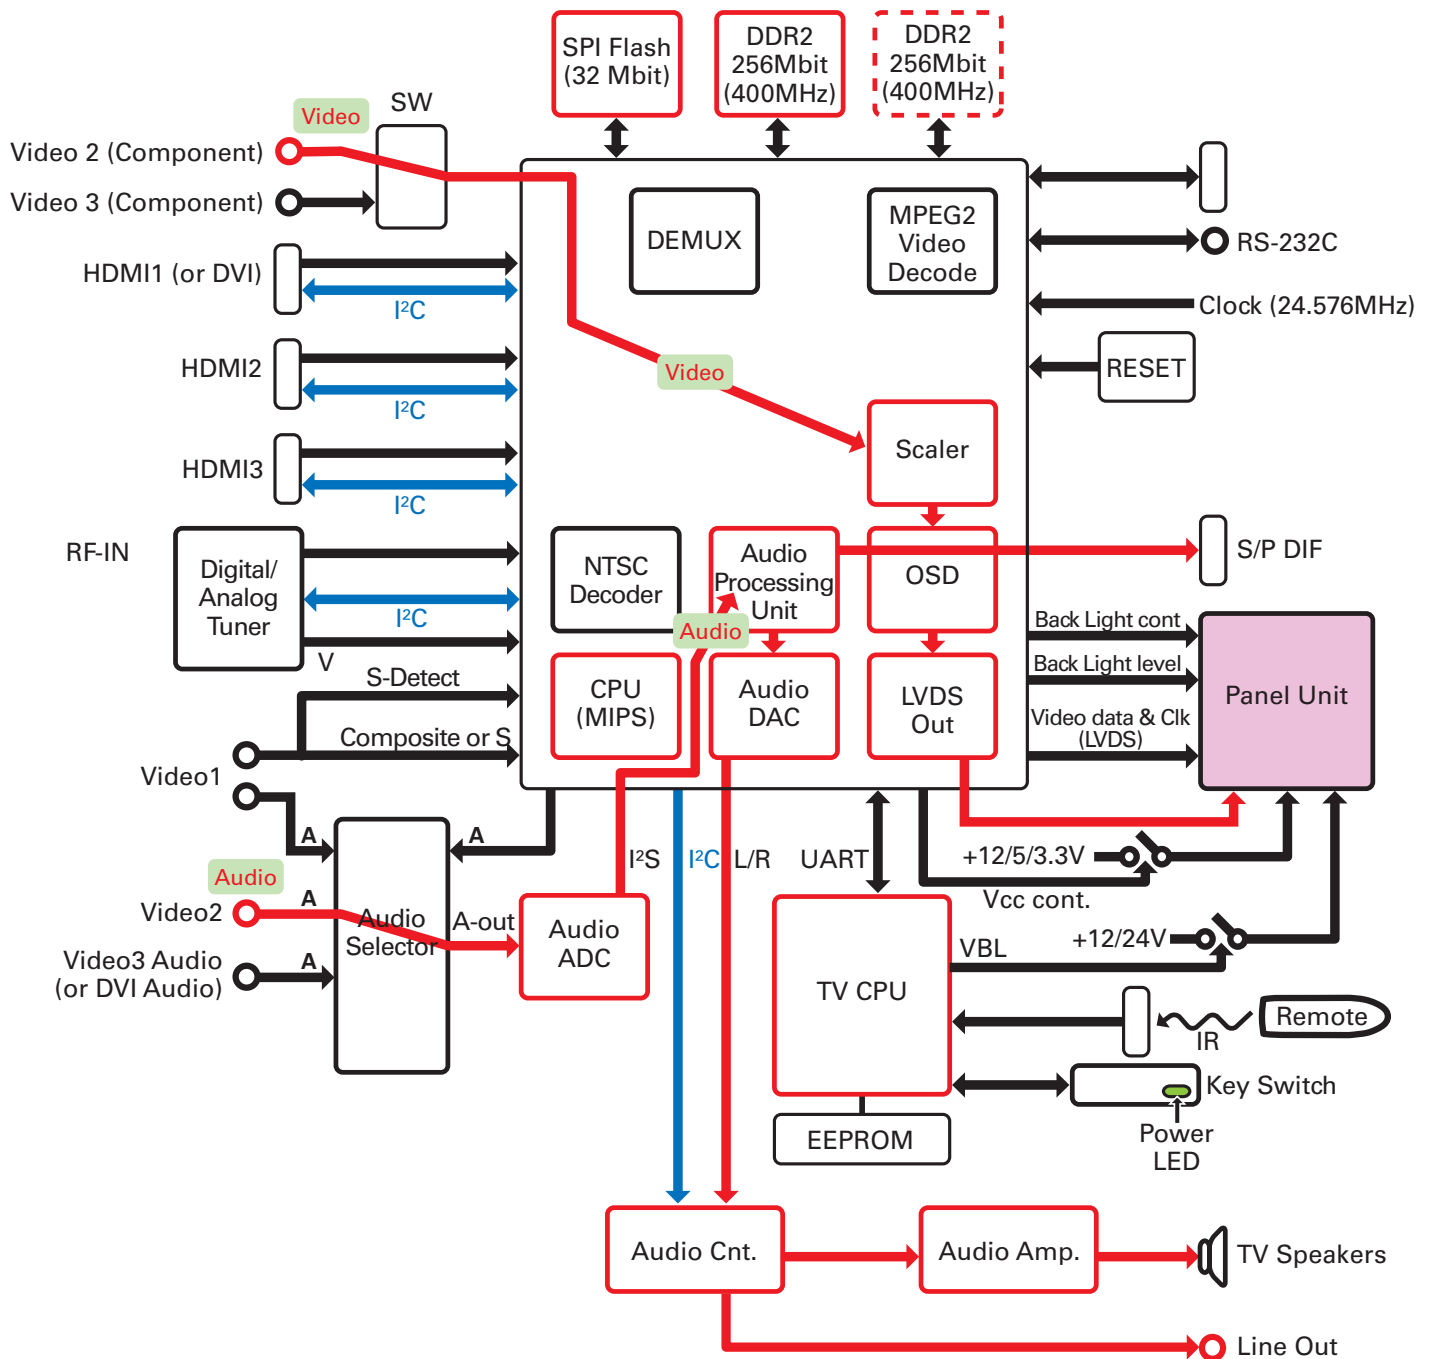 SPI Flash
(32 Mbit)
DDR2
256Mbit
(400MHz)
DDR2
256Mbit
(400MHz)
SW
Video
Video 2 (Component)
Video 3 (Component)
DEMUX
MPEG2
Video
Decode
RS-232C
HDMI1 (or DVI)
I²C
Clock (24.576MHz)
HDMI2
I²C
Video
RESET
Scaler
HDMI3
I²C
RF-IN
Digital/
Analog
Tuner
I²C
V
NTSC
Decoder
Audio
Processing
Unit
OSD
S/P DIF
Audio
Back Light cont
Back Light level
Video data & Clk
(LVDS)
Panel Unit
S-Detect
Composite or S
CPU
(MIPS)
Audio
DAC
LVDS
Out
Video1
A
A
I²S
I²C
L/R
UART
+12/5/3.3V
Vcc cont.
Audio
Video2
A
Audio
Selector
A-out
Audio
ADC
Video3 Audio
(or DVI Audio)
A
TV CPU
VBL
+12/24V
IR
Remote
Key Switch
Power
LED
EEPROM
Audio Cnt.
Audio Amp.
TV Speakers
Line Out